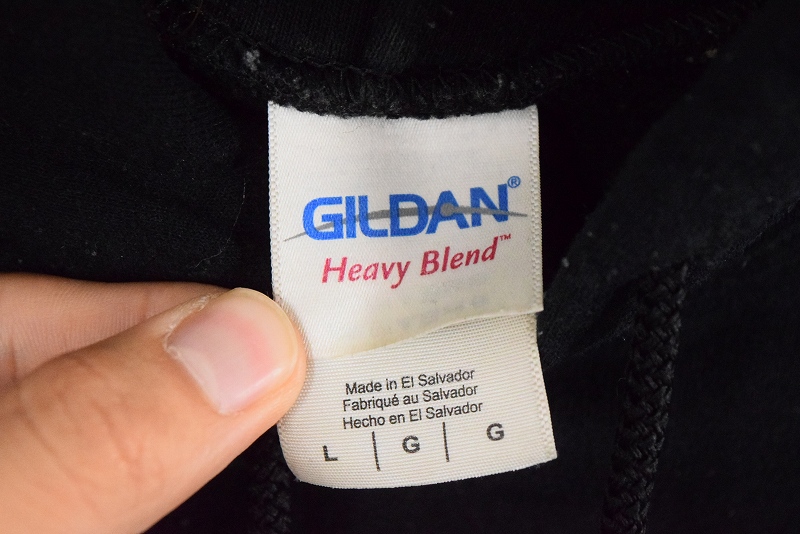 GILDAN®
Heavy Blend™
Made in El Salvador
Fabriqué au Salvador
Hecho en El Salvador
L | G | G